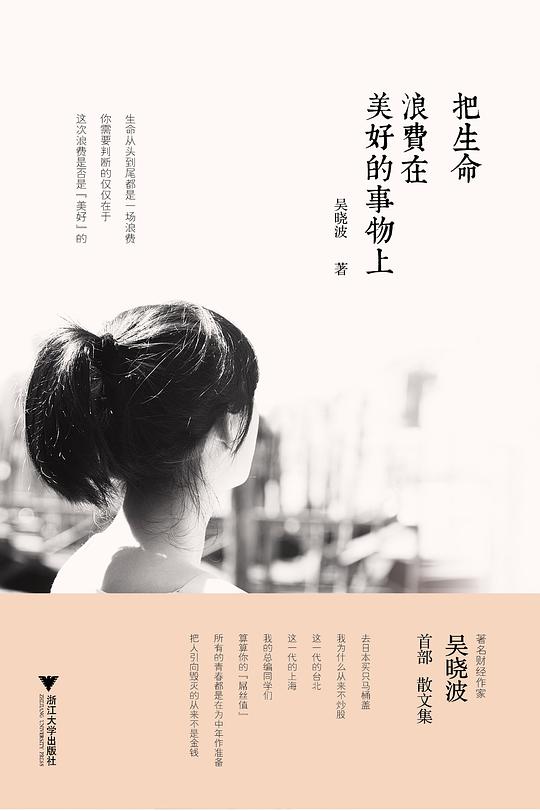 把生命
浪費在
美好的事物上
吴晓波 著
生命从头到尾都是一场浪费
你需要判断的仅仅在于
这次浪费是否是『美好』的
著名财经作家
吴晓波
首部 散文集
去日本买只马桶盖
我为什么从来不炒股
这一代的台北
这一代的上海
我的总编同学们
算算你的『屌丝值』
所有的青春都是在为中年作准备
把人引向毁灭的从来不是金钱
浙江大学出版社
ZHEJIANG UNIVERSITY PRESS